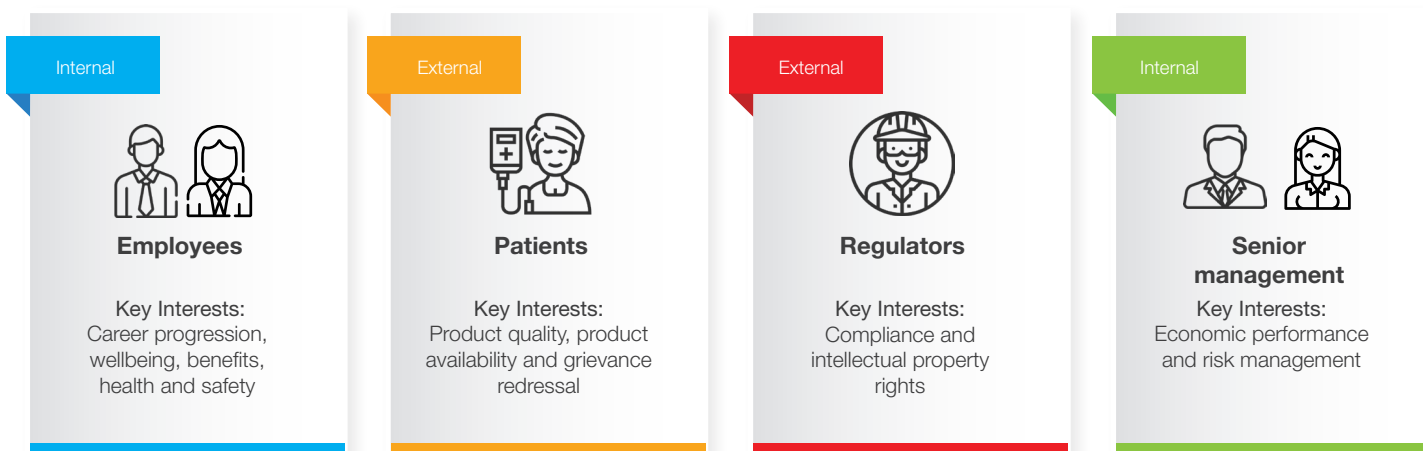 Internal
Employees
Key Interests:
Career progression,
wellbeing, benefits,
health and safety
External
Patients
Key Interests:
Product quality, product
availability and grievance
redressal
External
Regulators
Key Interests:
Compliance and
intellectual property
rights
Internal
Senior
management
Key Interests:
Economic performance
and risk management